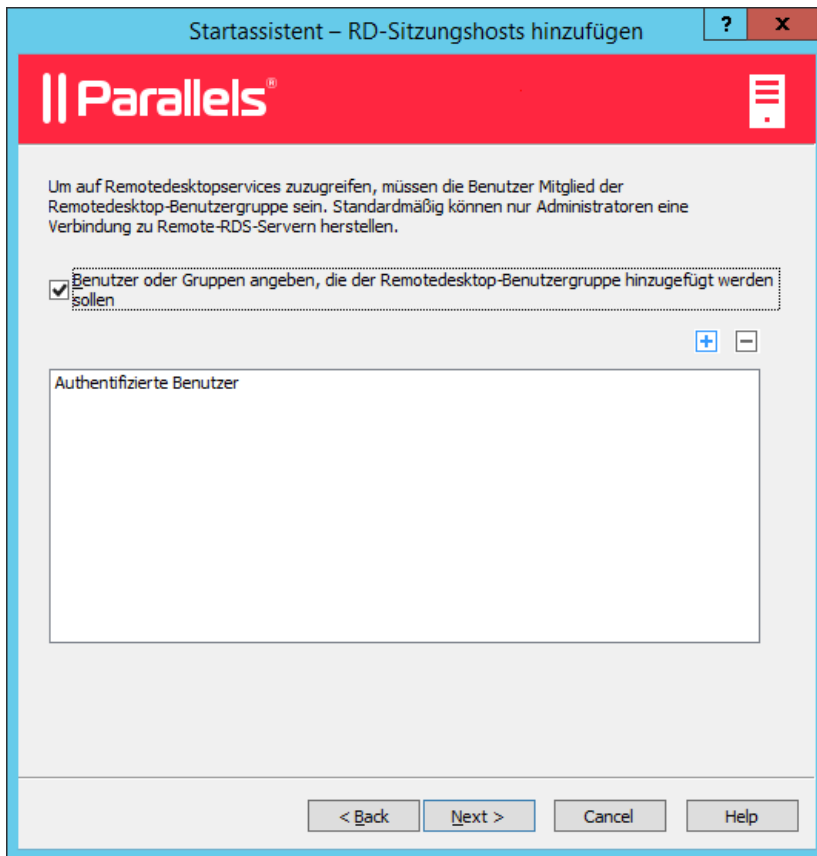 Startassistent – RD-Sitzungshosts hinzufügen
?
x
Parallels®
Um auf Remotedesktopservices zuzugreifen, müssen die Benutzer Mitglied der
Remotedesktop-Benutzergruppe sein. Standardmäßig können nur Administratoren eine
Verbindung zu Remote-RDS-Servern herstellen.
Benutzer oder Gruppen angeben, die der Remotedesktop-Benutzergruppe hinzugefügt werden
sollen
Authentifizierte Benutzer
< Back
Next >
Cancel
Help